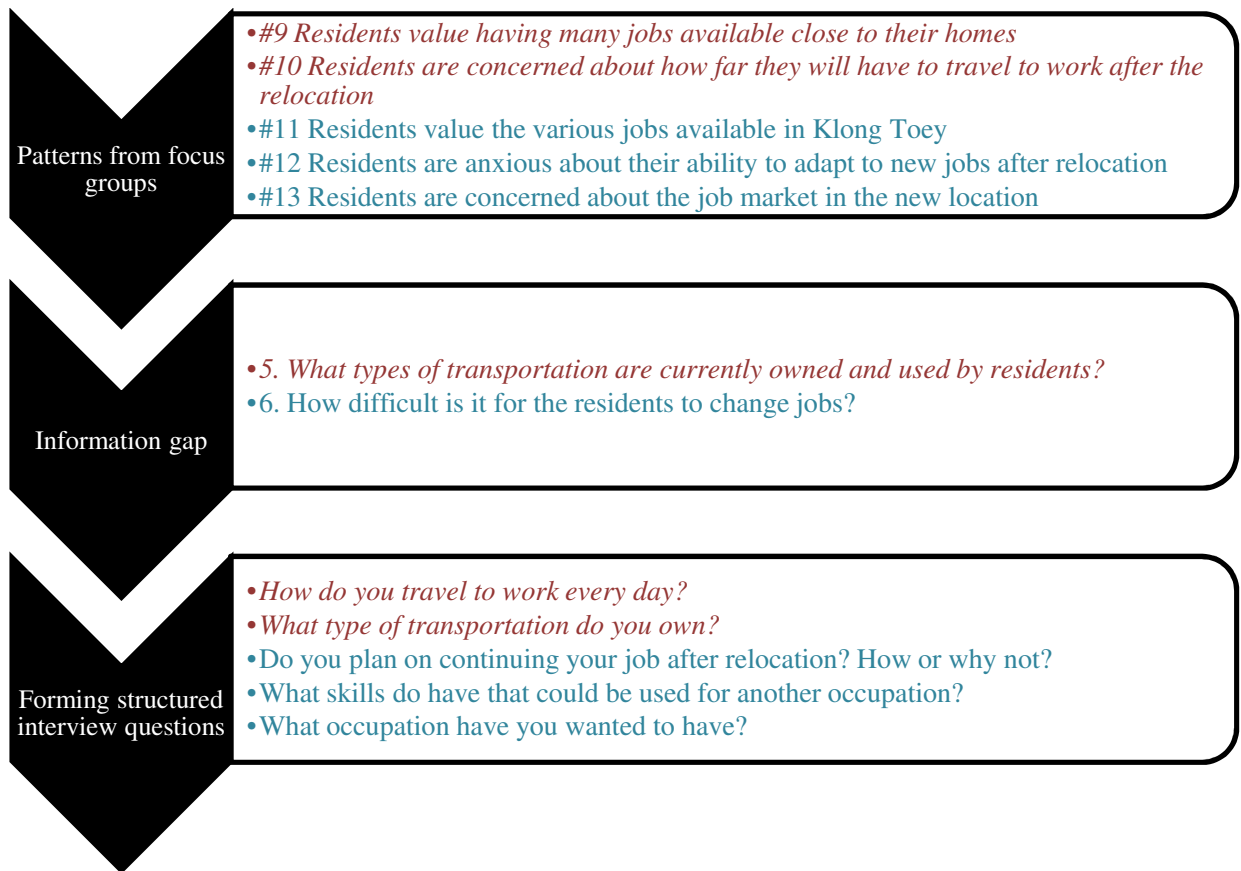 Patterns from focus
groups
•#9 Residents value having many jobs available close to their homes
•#10 Residents are concerned about how far they will have to travel to work after the
relocation
•#11 Residents value the various jobs available in Klong Toey
•#12 Residents are anxious about their ability to adapt to new jobs after relocation
•#13 Residents are concerned about the job market in the new location
Information gap
•5. What types of transportation are currently owned and used by residents?
•6. How difficult is it for the residents to change jobs?
Forming structured
interview questions
•How do you travel to work every day?
•What type of transportation do you own?
•Do you plan on continuing your job after relocation? How or why not?
•What skills do have that could be used for another occupation?
•What occupation have you wanted to have?